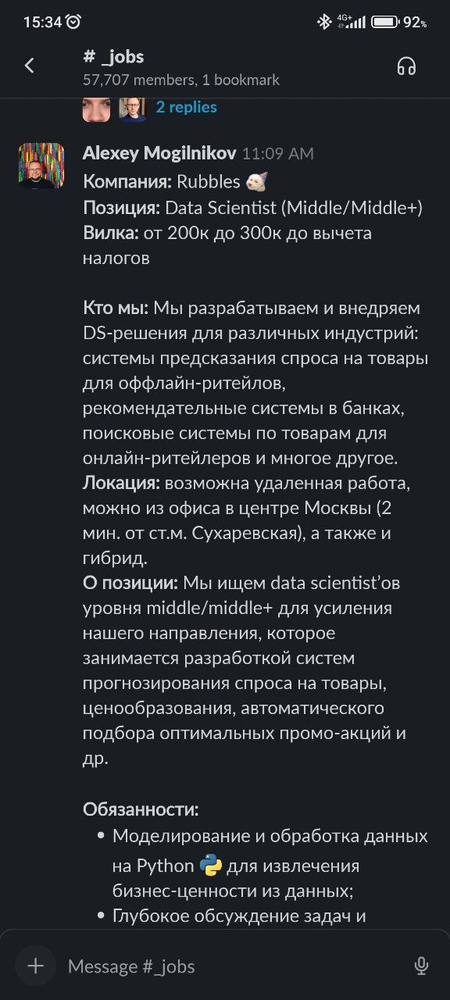 15:34
4G+ 92%
# _jobs
57,707 members, 1 bookmark
2 replies
Alexey Mogilnikov 11:09 AM
Компания: Rubbles
Позиция: Data Scientist (Middle/Middle+)
Вилка: от 200к до 300к до вычета
налогов
Кто мы: Мы разрабатываем и внедряем
DS-решения для различных индустрий:
системы предсказания спроса на товары
для оффлайн-ритейлов,
рекомендательные системы в банках,
поисковые системы по товарам для
онлайн-ритейлеров и многое другое.
Локация: возможна удаленная работа,
можно из офиса в центре Москвы (2
мин. от ст.м. Сухаревская), а также и
гибрид.
О позиции: Мы ищем data scientist’ов
уровня middle/middle+ для усиления
нашего направления, которое
занимается разработкой систем
прогнозирования спроса на товары,
ценообразования, автоматического
подбора оптимальных промо-акций и
др.
Обязанности:
• Моделирование и обработка данных
на Python для извлечения
бизнес-ценности из данных;
• Глубокое обсуждение задач и
Message #_jobs